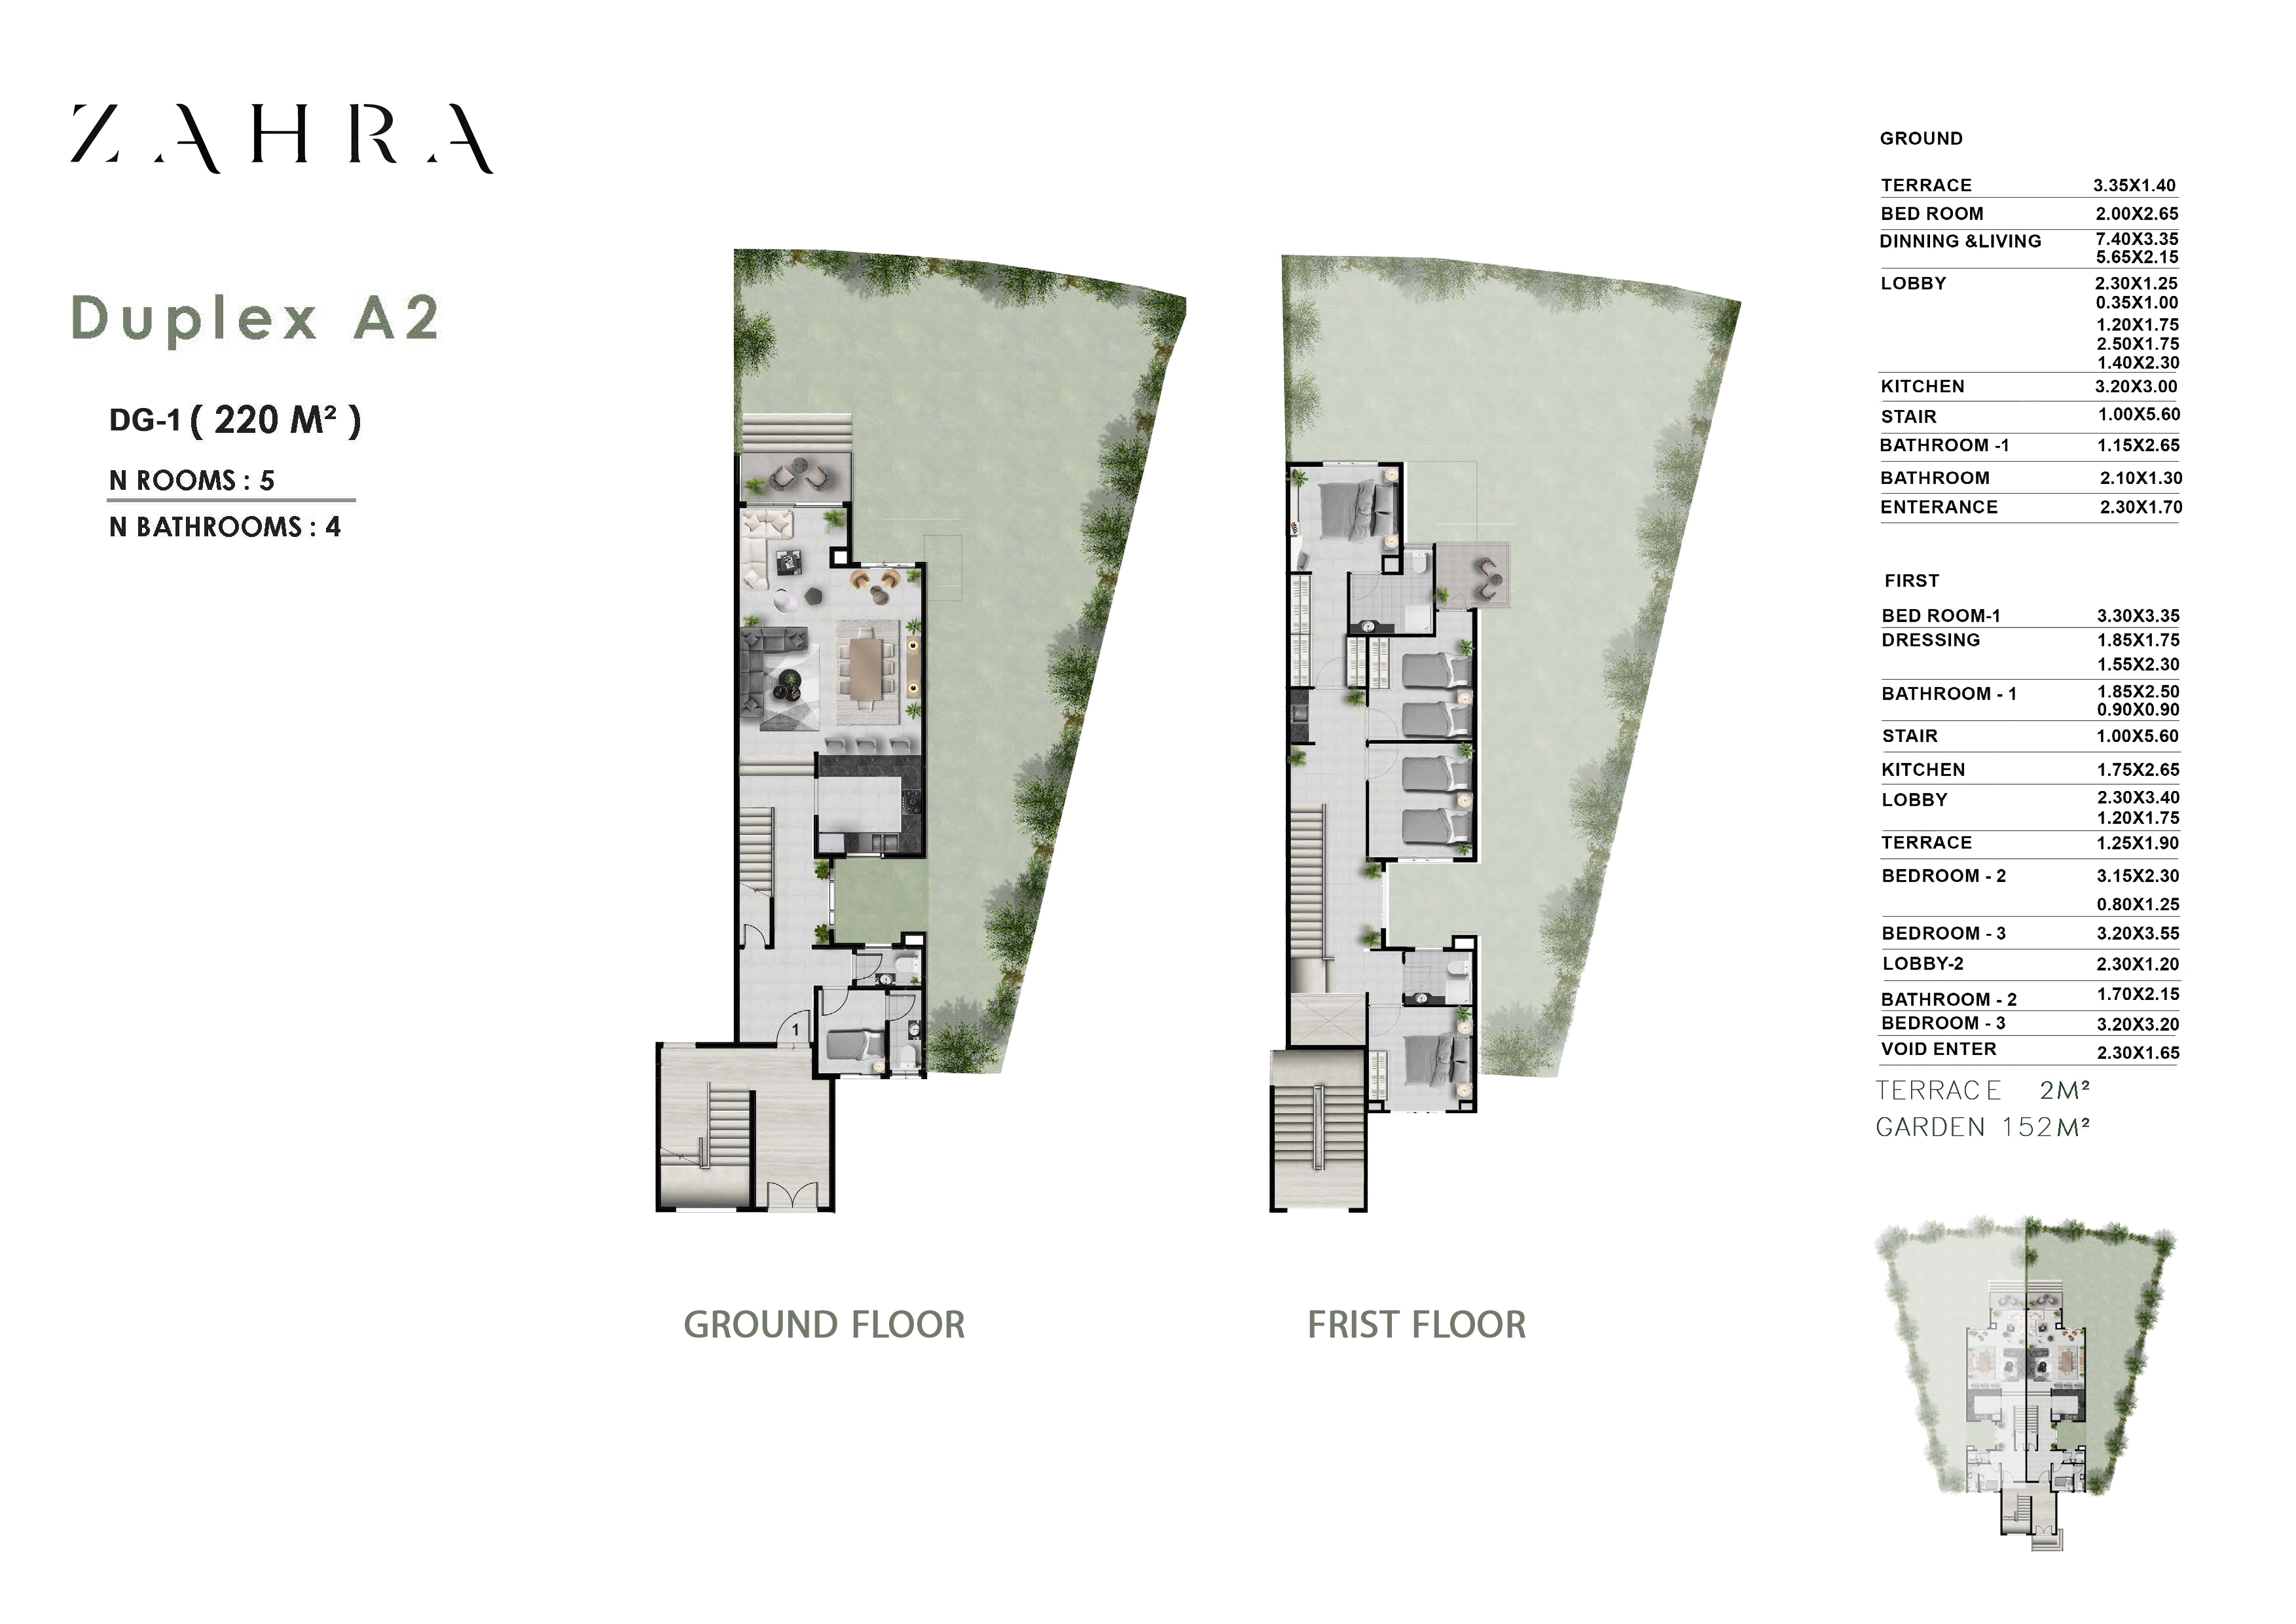 ZAHRA
Duplex A2
DG-1 ( 220 M² )
N ROOMS : 5
N BATHROOMS : 4
1
GROUND FLOOR
FRIST FLOOR
GROUND
TERRACE 3.35X1.40
BED ROOM 2.00X2.65
DINNING &LIVING 7.40X3.35
5.65X2.15
LOBBY 2.30X1.25
0.35X1.00
1.20X1.75
2.50X1.75
1.40X2.30
KITCHEN 3.20X3.00
STAIR 1.00X5.60
BATHROOM -1 1.15X2.65
BATHROOM 2.10X1.30
ENTERANCE 2.30X1.70
FIRST
BED ROOM-1 3.30X3.35
DRESSING 1.85X1.75
1.55X2.30
BATHROOM - 1 1.85X2.50
0.90X0.90
STAIR 1.00X5.60
KITCHEN 1.75X2.65
LOBBY 2.30X3.40
1.20X1.75
TERRACE 1.25X1.90
BEDROOM - 2 3.15X2.30
0.80X1.25
BEDROOM - 3 3.20X3.55
LOBBY-2 2.30X1.20
BATHROOM - 2 1.70X2.15
BEDROOM - 3 3.20X3.20
VOID ENTER 2.30X1.65
TERRACE 2M²
GARDEN 152M²